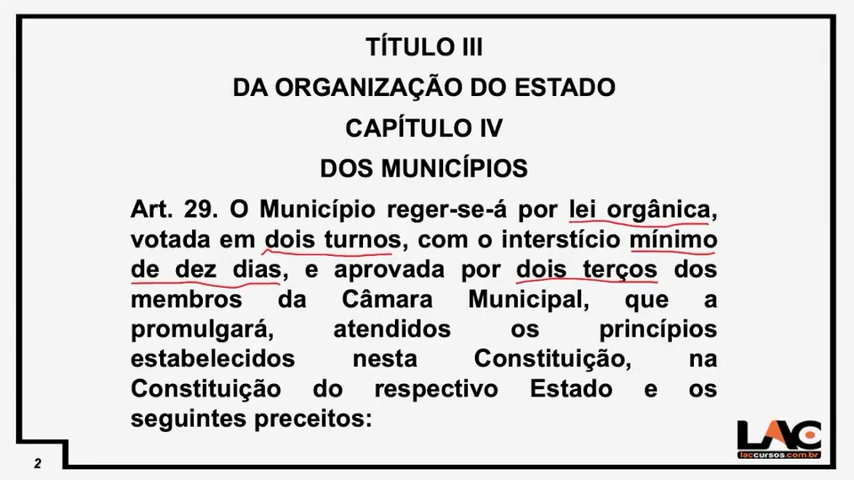 TÍTULO III
DA ORGANIZAÇÃO DO ESTADO
CAPÍTULO IV
DOS MUNICÍPIOS
Art. 29. O Município reger-se-á por lei orgânica,
votada em dois turnos, com o interstício mínimo
de dez dias, e aprovada por dois terços dos
membros da Câmara Municipal, que a
promulgará, atendidos os princípios
estabelecidos nesta Constituição, na
Constituição do respectivo Estado e os
seguintes preceitos:
LAC
laccursos.com.br
2